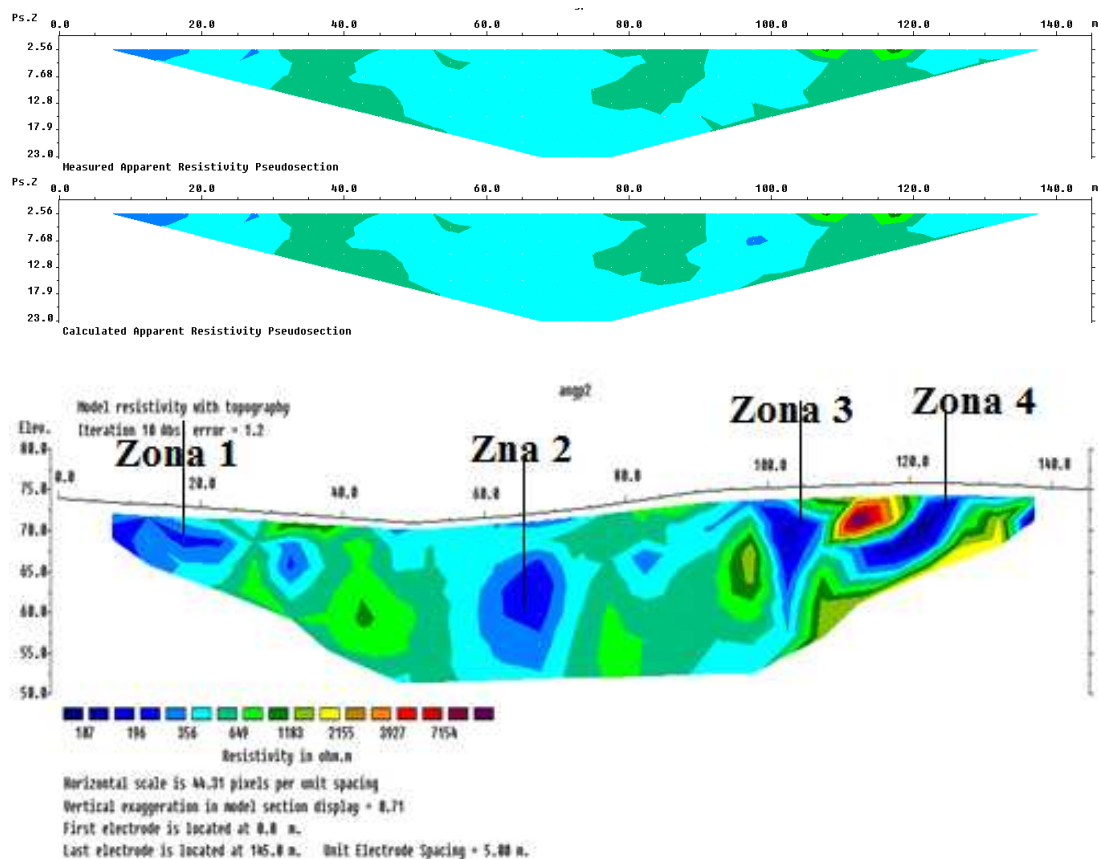 Ps.Z 0.0 20.0 40.0 60.0 80.0 100.0 120.0 140.0 m
2.56
7.68
12.8
17.9
23.0
Measured Apparent Resistivity Pseudosection
Ps.Z 0.0 20.0 40.0 60.0 80.0 100.0 120.0 140.0 m
2.56
7.68
12.8
17.9
23.0
Calculated Apparent Resistivity Pseudosection
angp2
Model resistivity with topography
Iteration 10 Abs. error = 1.2
Elev.
Zona 1 Zna 2 Zona 3 Zona 4
80.0
75.0
70.0
65.0
60.0
55.0
50.0
0.0 20.0 40.0 60.0 80.0 100.0 120.0 140.0
107 196 356 649 1183 2155 3927 7154
Resistivity in ohm.m
Horizontal scale is 44.31 pixels per unit spacing
Vertical exaggeration in model section display = 0.71
First electrode is located at 0.0 m.
Last electrode is located at 145.0 m. Unit Electrode Spacing = 5.00 m.